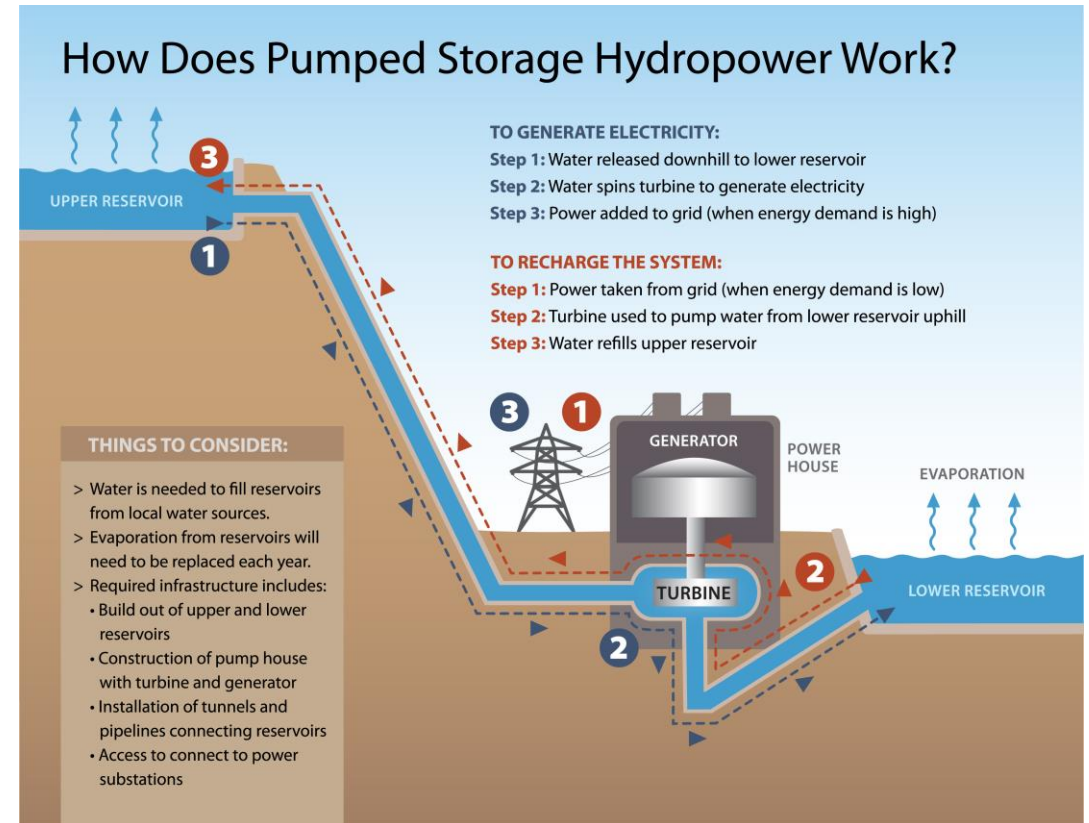 How Does Pumped Storage Hydropower Work?
TO GENERATE ELECTRICITY:
Step 1: Water released downhill to lower reservoir
Step 2: Water spins turbine to generate electricity
Step 3: Power added to grid (when energy demand is high)
TO RECHARGE THE SYSTEM:
Step 1: Power taken from grid (when energy demand is low)
Step 2: Turbine used to pump water from lower reservoir uphill
Step 3: Water refills upper reservoir
3
UPPER RESERVOIR
1
3
1
GENERATOR
POWER
HOUSE
EVAPORATION
TURBINE
2
LOWER RESERVOIR
2
THINGS TO CONSIDER:
> Water is needed to fill reservoirs
from local water sources.
> Evaporation from reservoirs will
need to be replaced each year.
> Required infrastructure includes:
• Build out of upper and lower
reservoirs
• Construction of pump house
with turbine and generator
• Installation of tunnels and
pipelines connecting reservoirs
• Access to connect to power
substations